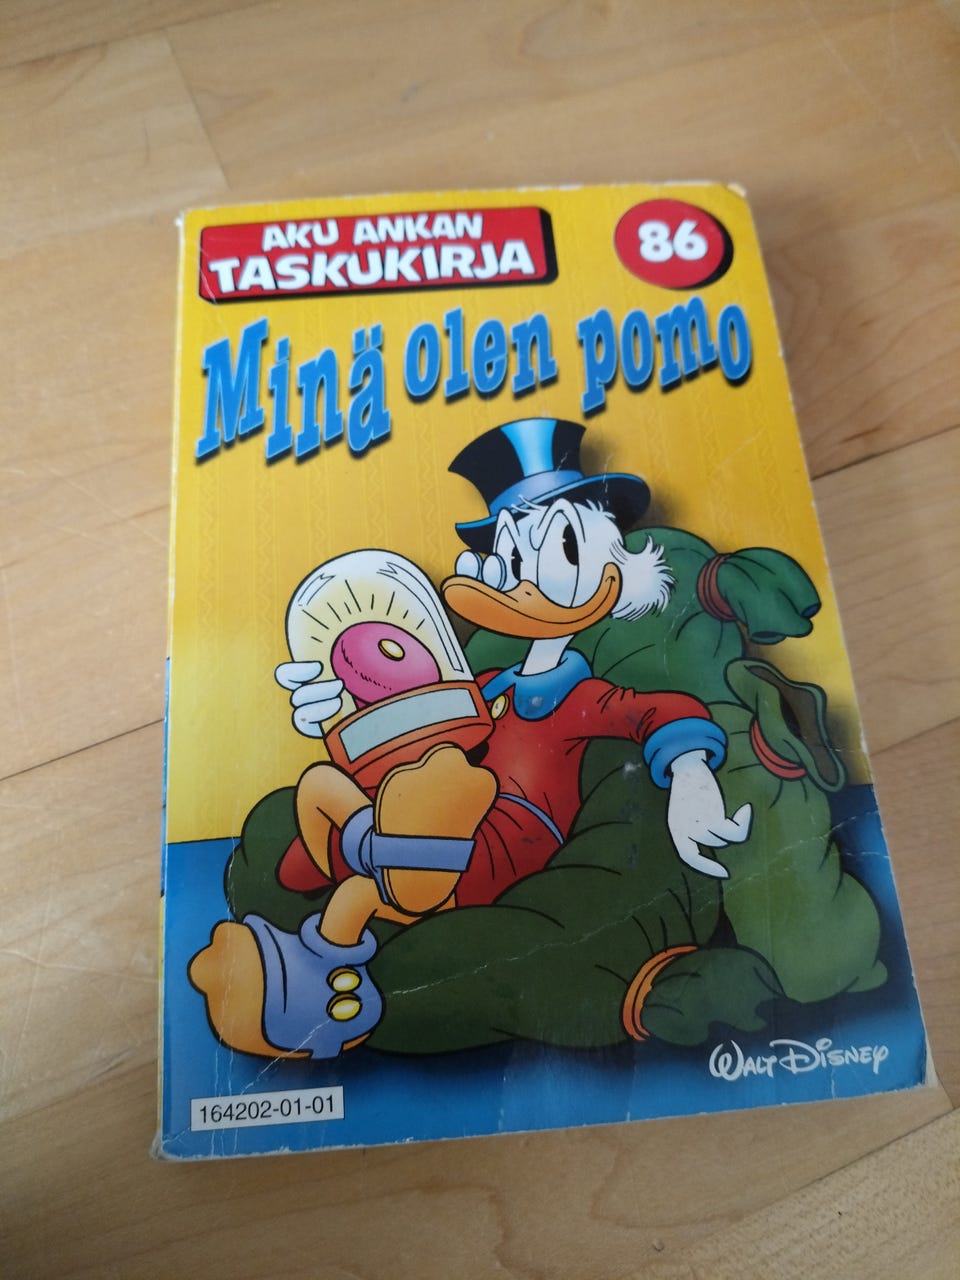 AKU ANKAN
TASKUKIRJA
86
Minä olen pomo
WALT DISNEY
164202-01-01